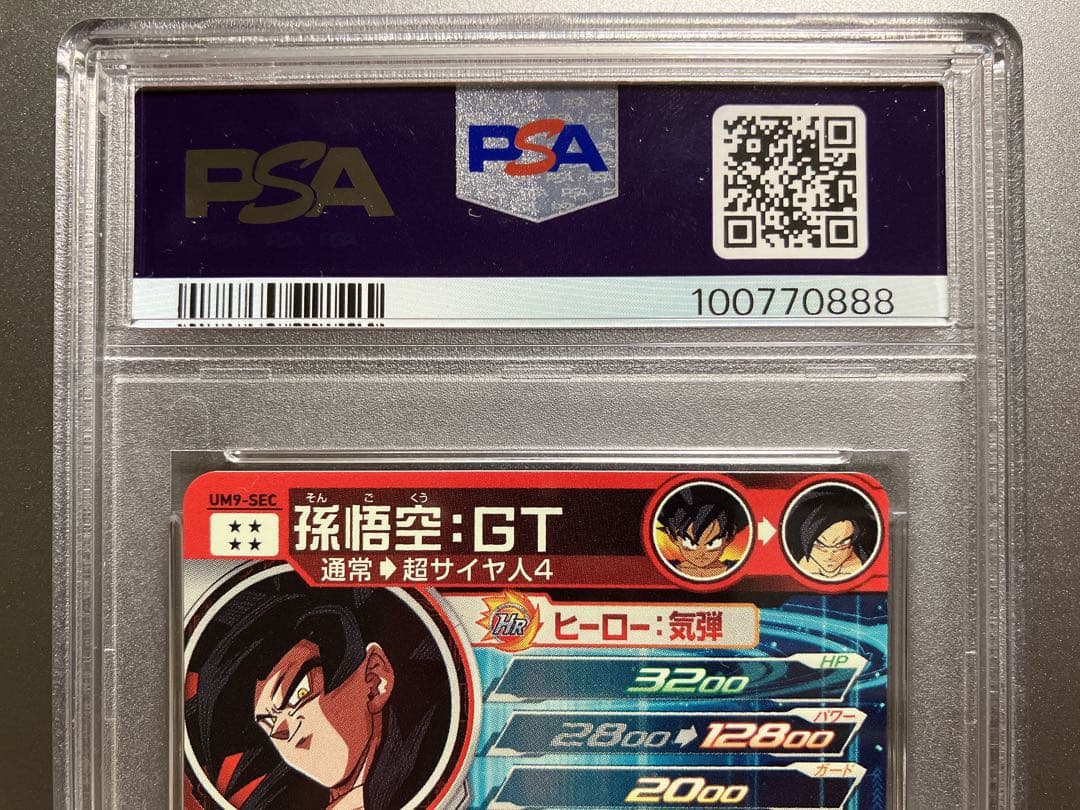 PSA
PSA
100770888
UM9-SEC
そんごくう
孫悟空:GT
★★
★★
通常➡超サイヤ人4
HR
ヒーロー:気弾
HP
3200
パワー
2800➡12800
ガード
2000